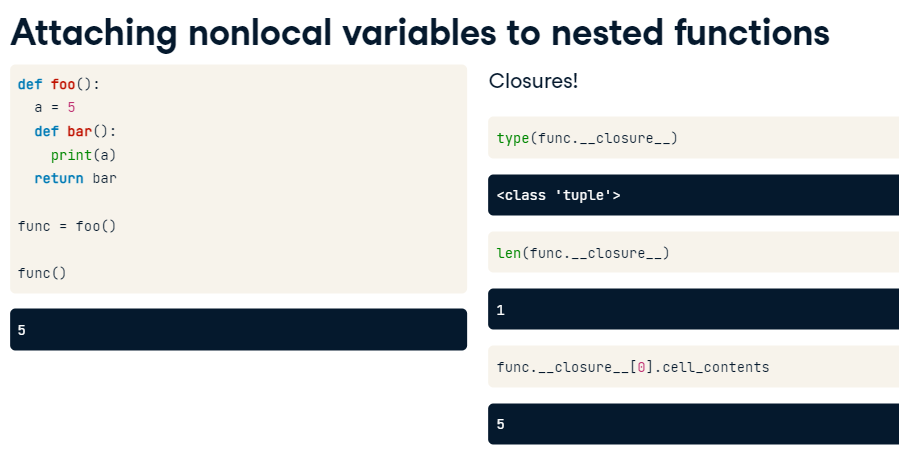 Attaching nonlocal variables to nested functions
def foo():
  a = 5
  def bar():
    print(a)
  return bar

func = foo()

func()
5
Closures!
type(func.__closure__)
<class 'tuple'>
len(func.__closure__)
1
func.__closure__[0].cell_contents
5